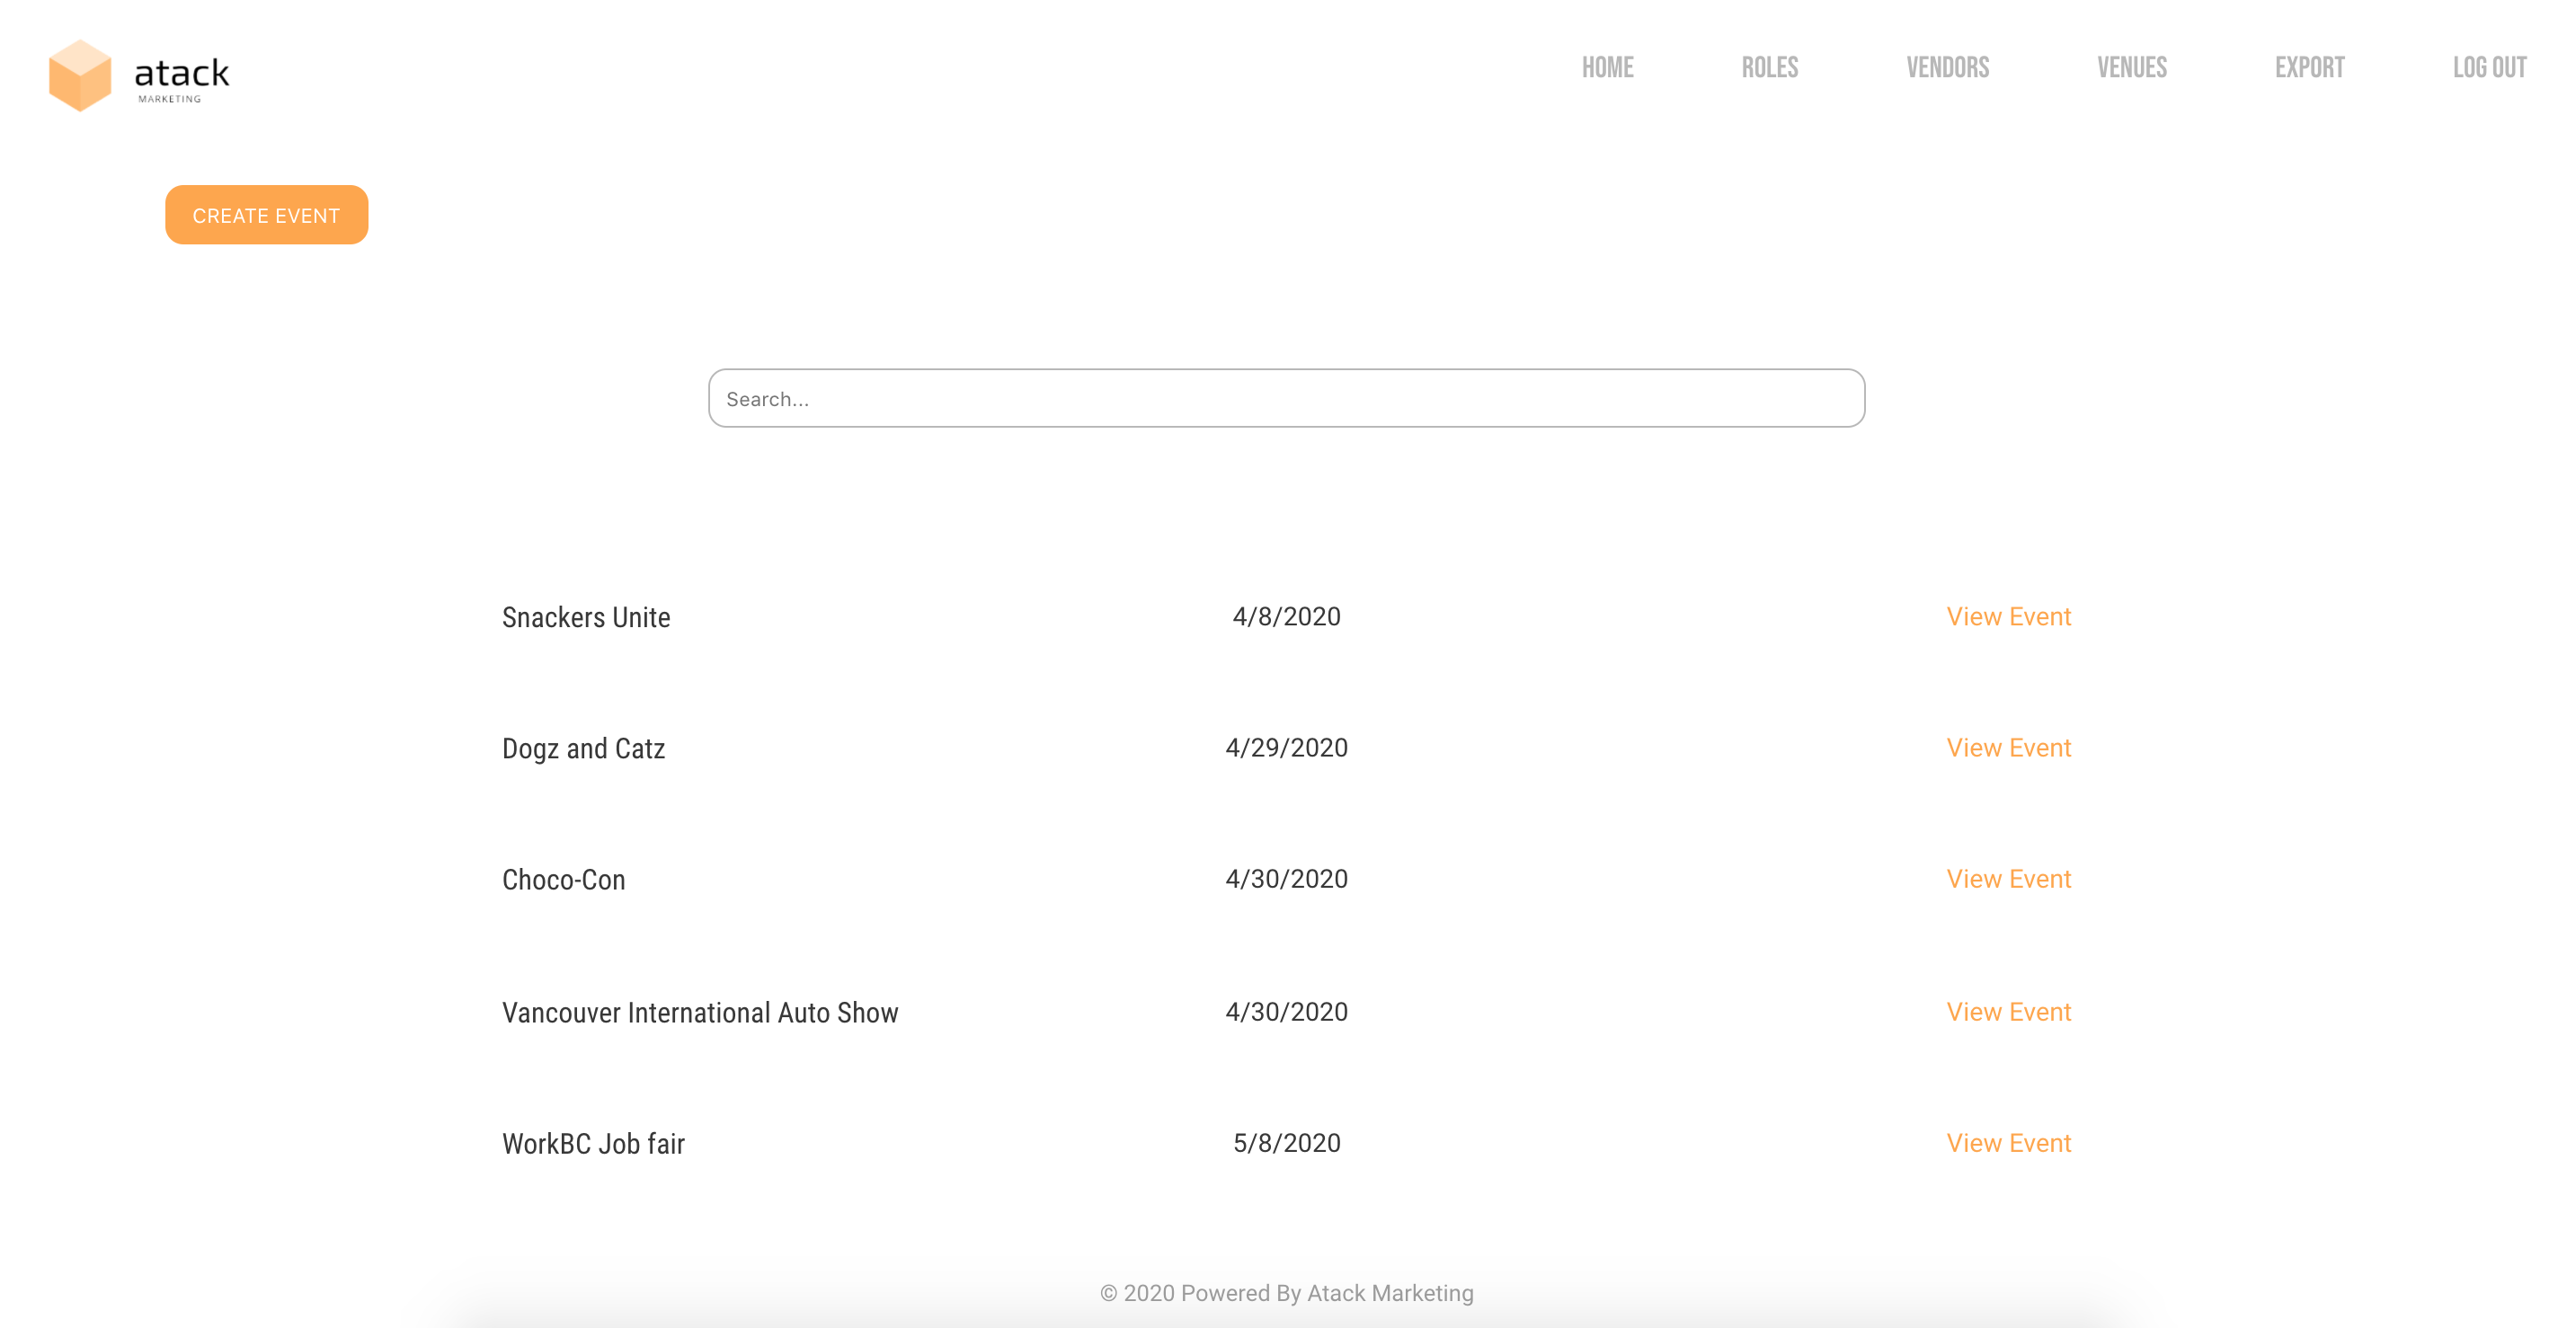 atack
MARKETING
HOME ROLES VENDORS VENUES EXPORT LOG OUT
CREATE EVENT
Search...
Snackers Unite 4/8/2020 View Event
Dogz and Catz 4/29/2020 View Event
Choco-Con 4/30/2020 View Event
Vancouver International Auto Show 4/30/2020 View Event
WorkBC Job fair 5/8/2020 View Event
© 2020 Powered By Atack Marketing